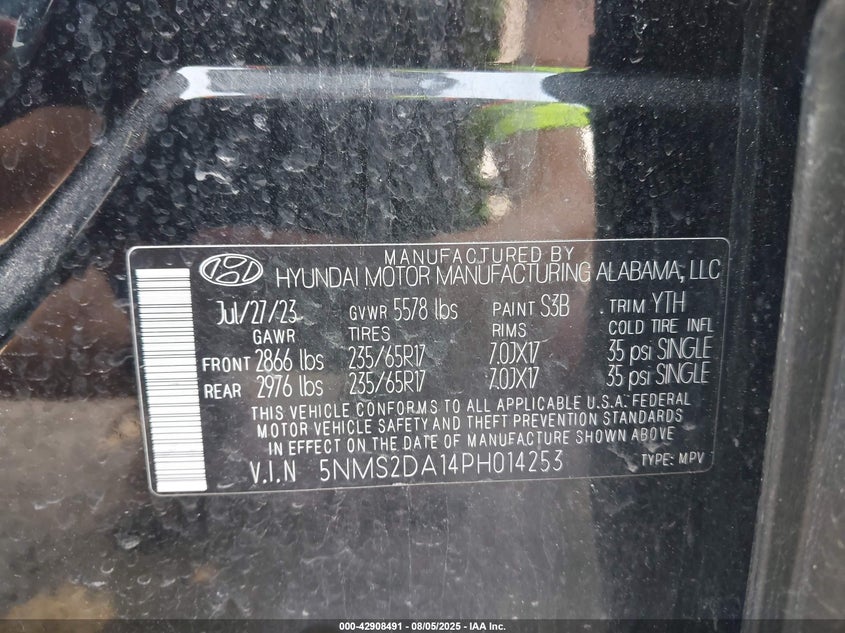 MANUFACTURED BY
HYUNDAI MOTOR MANUFACTURING ALABAMA, LLC
Jul/27/23 GVWR 5578 lbs PAINT S3B TRIM YTH
GAWR TIRES RIMS COLD TIRE INFL
FRONT 2866 lbs 235/65R17 7.0JX17 35 psi SINGLE
REAR 2976 lbs 235/65R17 7.0JX17 35 psi SINGLE
THIS VEHICLE CONFORMS TO ALL APPLICABLE U.S.A. FEDERAL
MOTOR VEHICLE SAFETY AND THEFT PREVENTION STANDARDS
IN EFFECT ON THE DATE OF MANUFACTURE SHOWN ABOVE
V.I.N 5NMS2DA14PH014253 TYPE: MPV
000-42908491 - 08/05/2025 - IAA Inc.